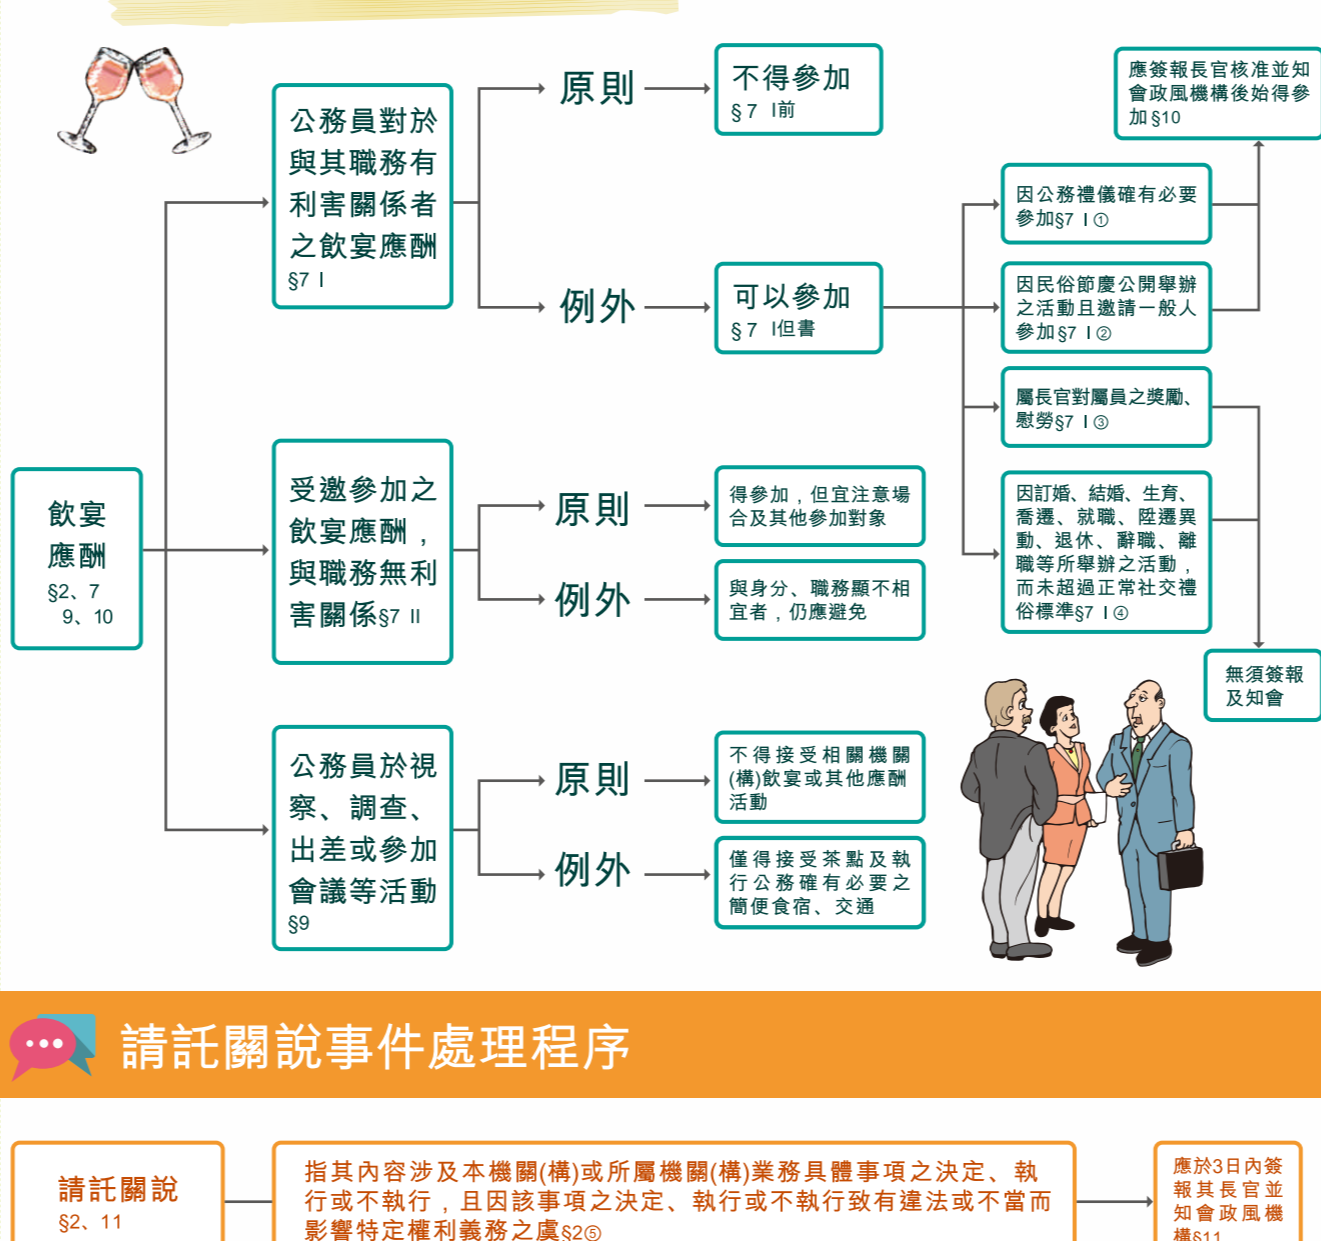 飲宴
應酬
§2、7
9、10
公務員對於
與其職務有
利害關係者
之飲宴應酬
§7 I
原則
不得參加
§7 I前
例外
可以參加
§7 I但書
應簽報長官核准並知
會政風機構後始得參
加§10
因公務禮儀確有必要
參加§7 I①
因民俗節慶公開舉辦
之活動且邀請一般人
參加§7 I②
屬長官對屬員之獎勵、
慰勞§7 I③
因訂婚、結婚、生育、
喬遷、就職、陞遷異
動、退休、辭職、離
職等所舉辦之活動，
而未超過正常社交禮
俗標準§7 I④
無須簽報
及知會
受邀參加之
飲宴應酬，
與職務無利
害關係§7 II
原則
得參加，但宜注意場
合及其他參加對象
例外
與身分、職務顯不相
宜者，仍應避免
公務員於視
察、調查、
出差或參加
會議等活動
§9
原則
不得接受相關機關
(構)飲宴或其他應酬
活動
例外
僅得接受茶點及執
行公務確有必要之
簡便食宿、交通
請託關說事件處理程序
請託關說
§2、11
指其內容涉及本機關(構)或所屬機關(構)業務具體事項之決定、執
行或不執行，且因該事項之決定、執行或不執行致有違法或不當而
影響特定權利義務之虞§2⑤
應於3日內簽
報其長官並
知會政風機
構§11